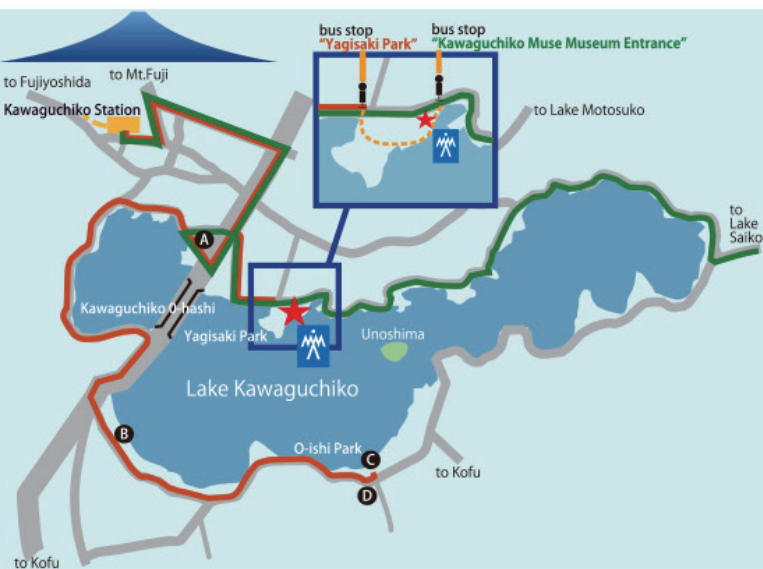 bus stop
"Yagisaki Park"
bus stop
"Kawaguchiko Muse Museum Entrance"
to Fujiyoshida
to Mt.Fuji
Kawaguchiko Station
to Lake Motosuko
to
Lake
Saiko
A
Kawaguchiko O-hashi
Yagisaki Park
Unoshima
Lake Kawaguchiko
B
O-ishi Park
C
D
to Kofu
to Kofu